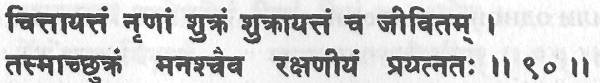 चित्तायत्तं नृणा शुक्रं शुक्रायत्तं च जीवितम् ।
तस्माच्छुक्रं मनश्चैव रक्षणीयं प्रयत्नतः ।। ९० ।।